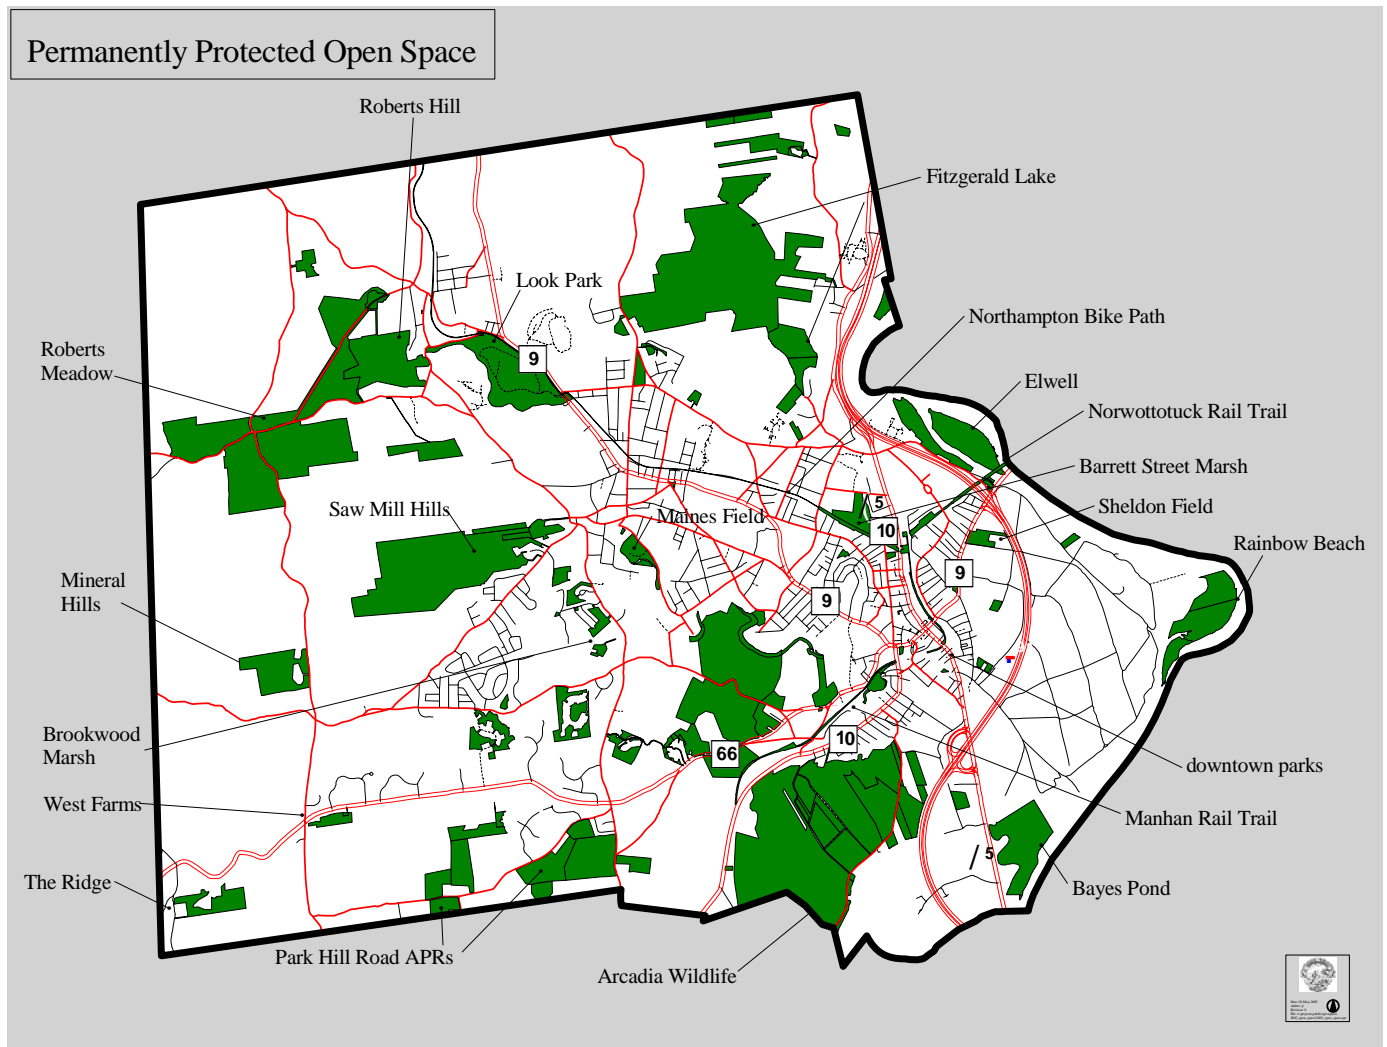 Permanently Protected Open Space
Roberts Hill
Fitzgerald Lake
Look Park
Northampton Bike Path
Roberts
Meadow
9
Elwell
Norwottotuck Rail Trail
Barrett Street Marsh
Saw Mill Hills
Maines Field
5
Sheldon Field
10
Rainbow Beach
Mineral
Hills
9
9
Brookwood
Marsh
10
66
downtown parks
West Farms
Manhan Rail Trail
5
The Ridge
Bayes Pond
Park Hill Road APRs
Arcadia Wildlife